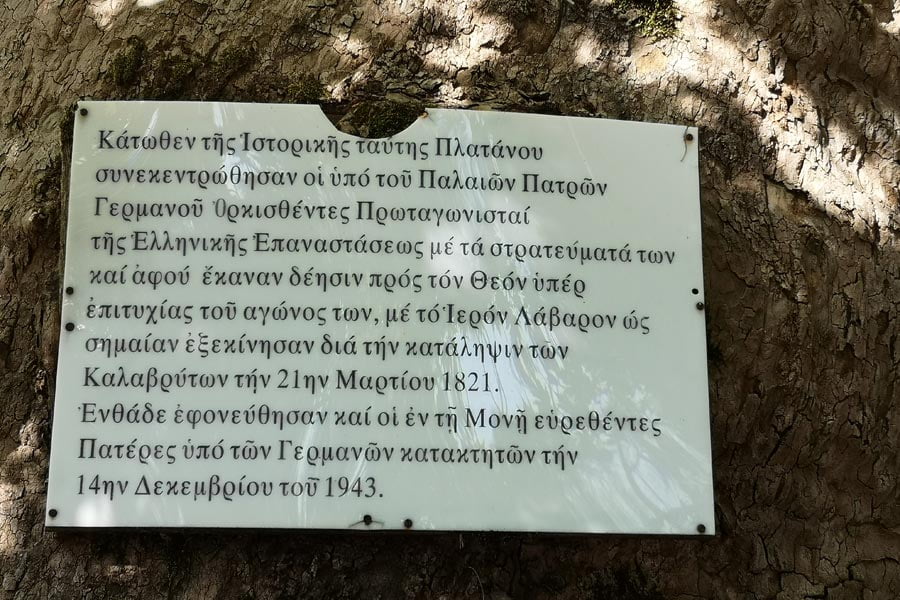 Κάτωθεν τῆς Ἱστορικῆς ταύτης Πλατάνου
συνεκεντρώθησαν οἱ ὑπό τοῦ Παλαιῶν Πατρῶν
Γερμανοῦ Ὁρκισθέντες Πρωταγωνισταί
τῆς Ἑλληνικῆς Ἐπαναστάσεως μέ τά στρατεύματά των
καί ἀφού ἔκαναν δέησιν πρός τόν Θεόν ὑπέρ
ἐπιτυχίας τοῦ αγώνος των, μέ τό Ἱερόν Λάβαρον ὡς
σημαίαν ἐξεκίνησαν διά τήν κατάληψιν των
Καλαβρύτων τήν 21ην Μαρτίου 1821.
Ἐνθάδε ἐφονεύθησαν καί οἱ ἐν τῇ Μονῇ εὑρεθέντες
Πατέρες ὑπό τῶν Γερμανῶν κατακτητῶν τήν
14ην Δεκεμβρίου τοῦ 1943.